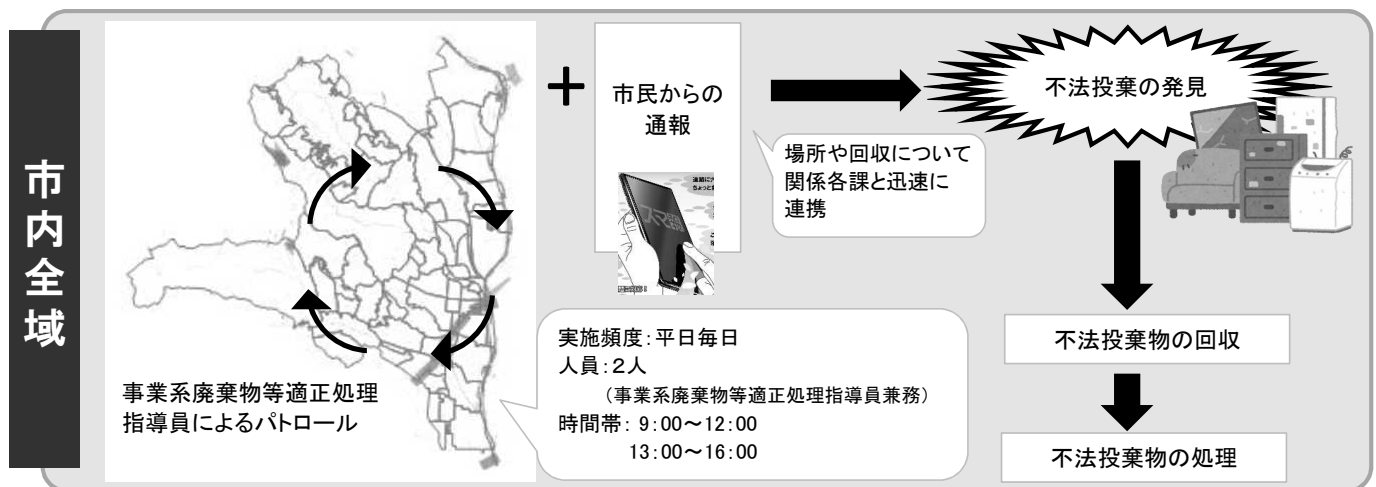 市内全域
事業系廃棄物等適正処理
指導員によるパトロール
+
市民からの
通報
場所や回収について
関係各課と迅速に
連携
実施頻度：平日毎日
人員：２人
（事業系廃棄物等適正処理指導員兼務）
時間帯： 9:00～12:00
13:00～16:00
不法投棄の発見
不法投棄物の回収
不法投棄物の処理